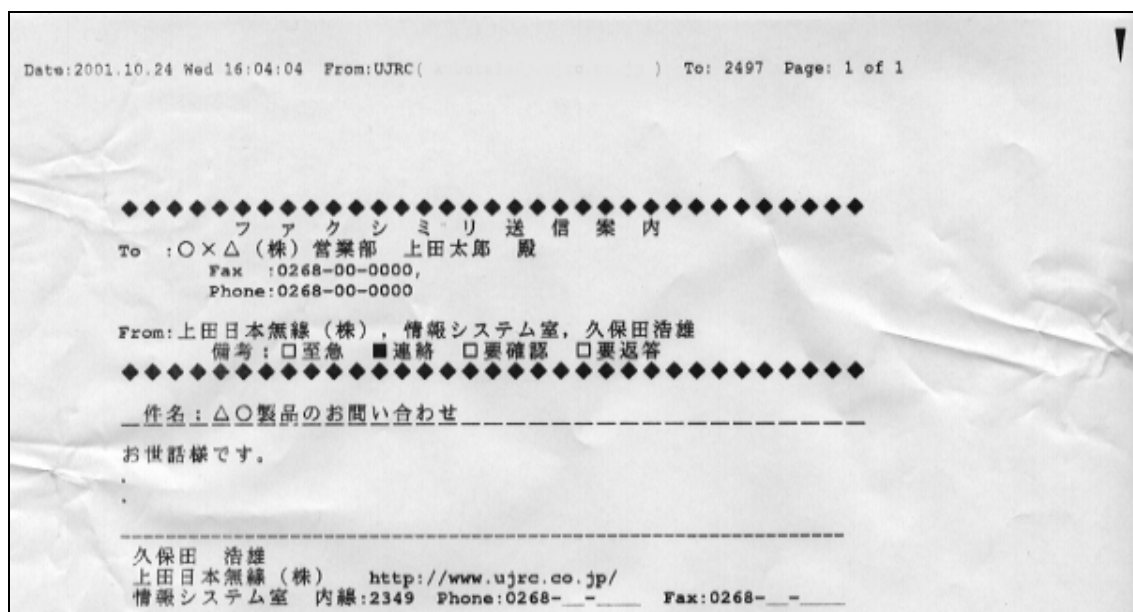 Date:2001.10.24 Wed 16:04:04 From:UJRC( ) To: 2497 Page: 1 of 1
◆◆◆◆◆◆◆◆◆◆◆◆◆◆◆◆◆◆◆◆◆◆◆◆◆◆◆◆◆◆◆◆◆
ファクシミリ送信案内
To :○×△(株)営業部 上田太郎 殿
Fax :0268-00-0000,
Phone:0268-00-0000
From:上田日本無線(株),情報システム室,久保田浩雄
備考:□至急 ■連絡 □要確認 □要返答
◆◆◆◆◆◆◆◆◆◆◆◆◆◆◆◆◆◆◆◆◆◆◆◆◆◆◆◆◆◆◆◆◆
件名:△○製品のお問い合わせ
お世話様です。
.
.
久保田 浩雄
上田日本無線(株) http://www.ujrc.co.jp/
情報システム室 内線:2349 Phone:0268-__-____ Fax:0268-__-____